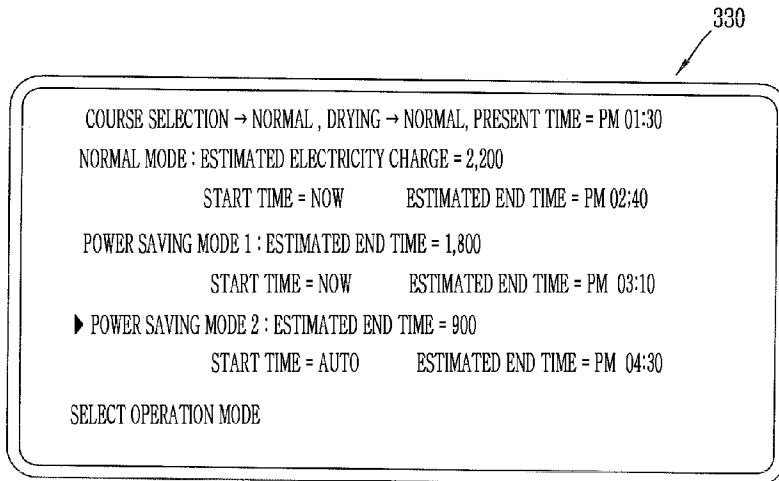 330
COURSE SELECTION → NORMAL , DRYING → NORMAL, PRESENT TIME = PM 01:30
NORMAL MODE : ESTIMATED ELECTRICITY CHARGE = 2,200
START TIME = NOW ESTIMATED END TIME = PM 02:40
POWER SAVING MODE 1 : ESTIMATED END TIME = 1,800
START TIME = NOW ESTIMATED END TIME = PM 03:10
▶ POWER SAVING MODE 2 : ESTIMATED END TIME = 900
START TIME = AUTO ESTIMATED END TIME = PM 04:30
SELECT OPERATION MODE